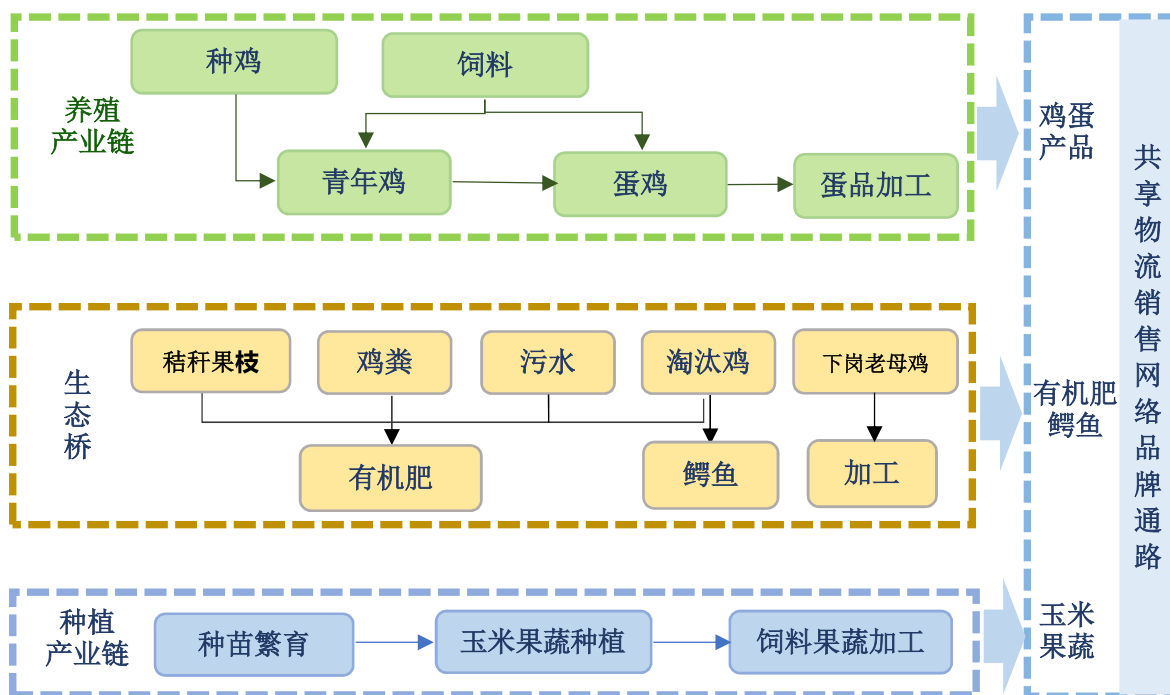 种鸡
饲料
养殖
产业链
青年鸡
蛋鸡
蛋品加工
鸡蛋
产品
秸秆果枝
鸡粪
污水
淘汰鸡
下岗老母鸡
生态桥
有机肥
鳄鱼
加工
有机肥
鳄鱼
种植
产业链
种苗繁育
玉米果蔬种植
饲料果蔬加工
玉米
果蔬
共享物流销售网络品牌通路